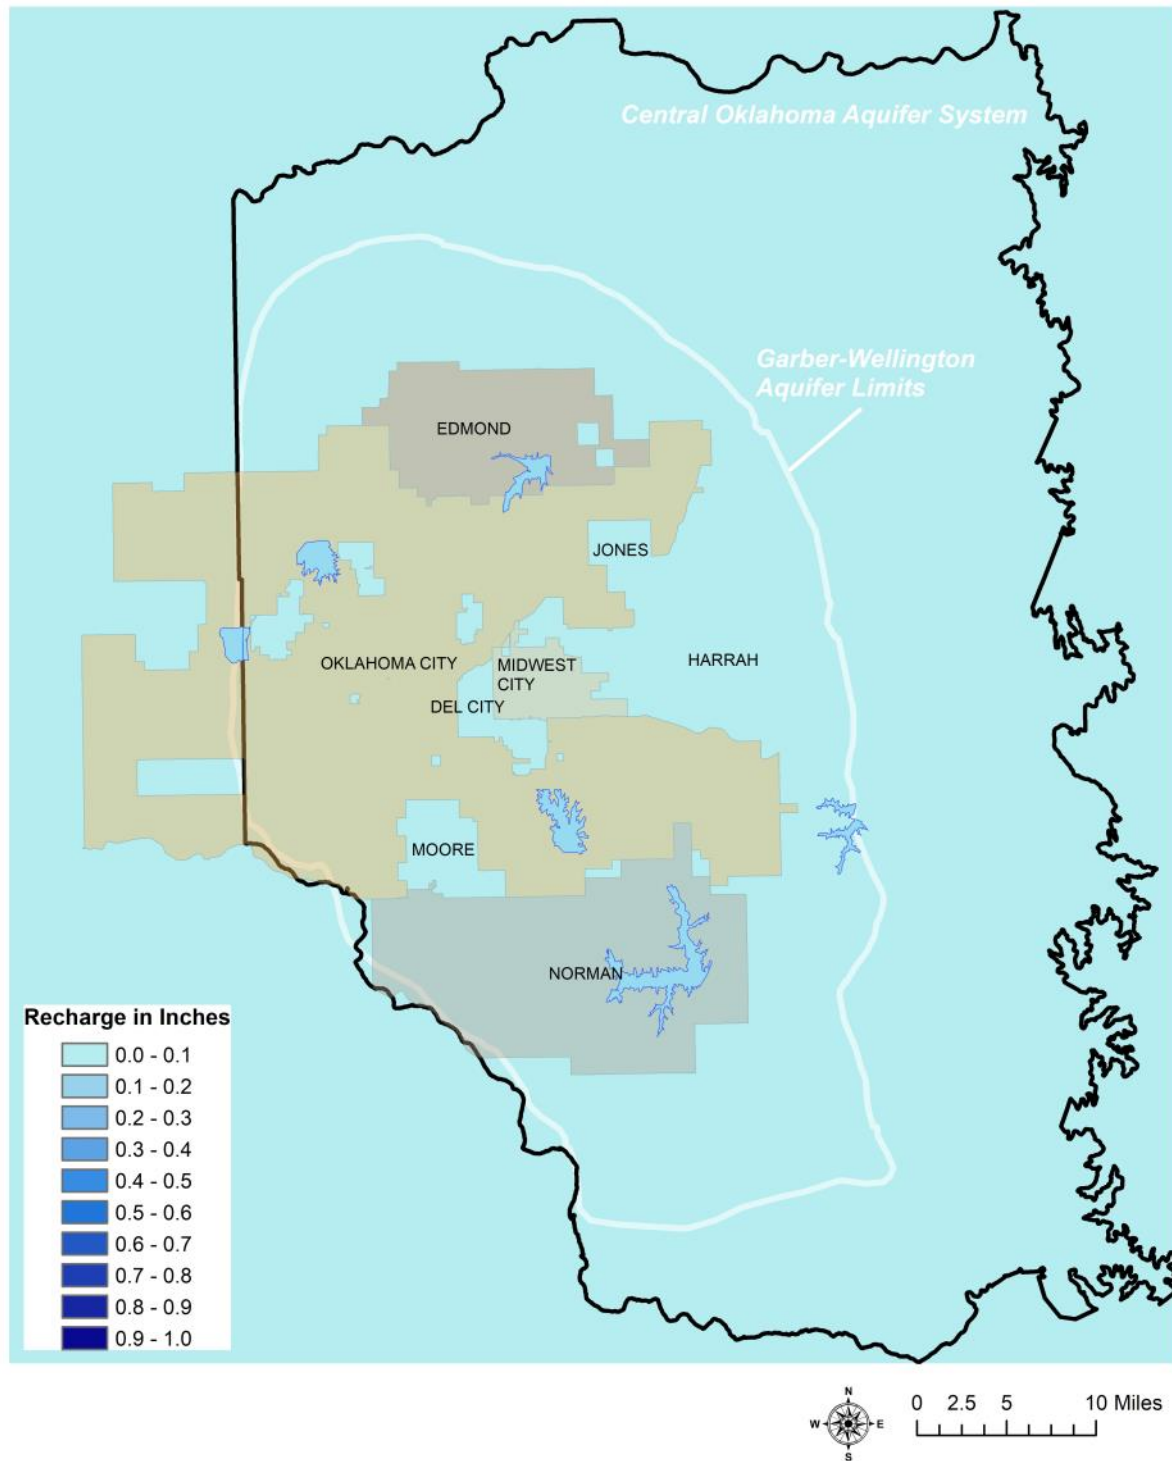 Central Oklahoma Aquifer System
Garber-Wellington
Aquifer Limits
EDMOND
JONES
OKLAHOMA CITY
MIDWEST
CITY
HARRAH
DEL CITY
MOORE
NORMAN
Recharge in Inches
0.0 - 0.1
0.1 - 0.2
0.2 - 0.3
0.3 - 0.4
0.4 - 0.5
0.5 - 0.6
0.6 - 0.7
0.7 - 0.8
0.8 - 0.9
0.9 - 1.0
N
W E
S
0 2.5 5 10 Miles